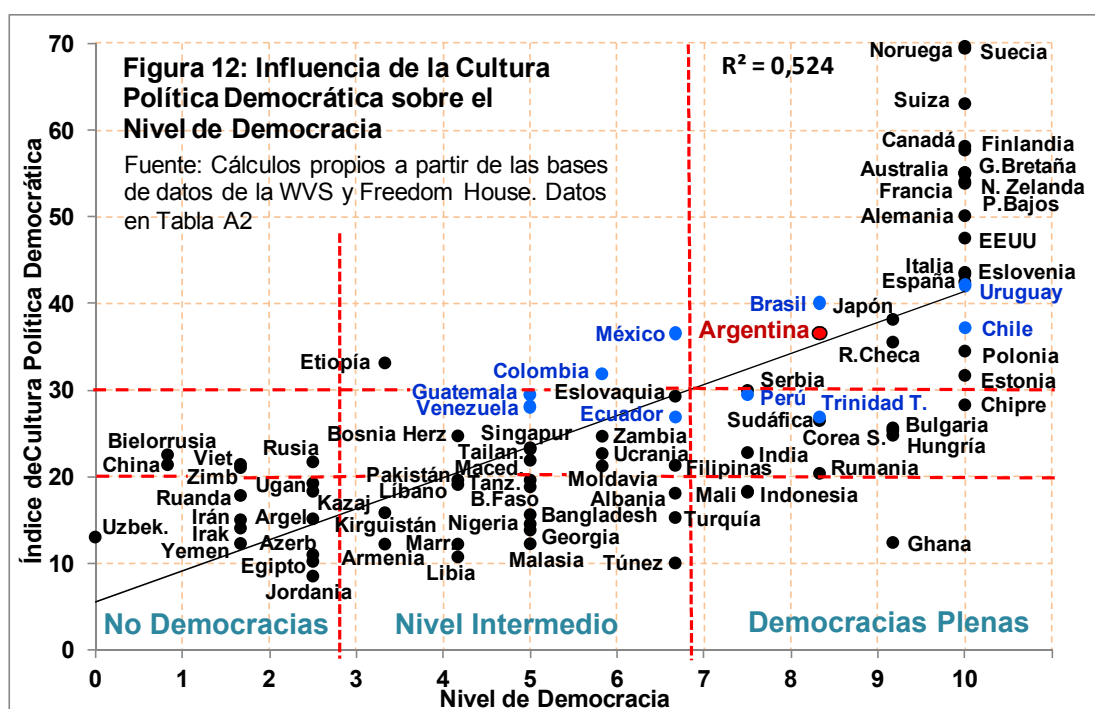 70
60
50
40
30
20
10
0
Índice deCultura Política Democrática
Figura 12: Influencia de la Cultura
Política Democrática sobre el
Nivel de Democracia
Fuente: Cálculos propios a partir de las bases
de datos de la WVS y Freedom House. Datos
en Tabla A2
R² = 0,524
Noruega
Suecia
Suiza
Canadá
Finlandia
Australia
G.Bretaña
Francia
N. Zelanda
P.Bajos
Alemania
EEUU
Italia
Eslovenia
España
Uruguay
Brasil
Japón
México
Argentina
Chile
R.Checa
Polonia
Etiopía
Colombia
Eslovaquia
Serbia
Estonia
Guatemala
Perú
Trinidad T.
Chipre
Venezuela
Ecuador
Sudáfica
Bielorrusia
Rusia
Bosnia Herz
Singapur
Zambia
Corea S.
Bulgaria
China
Viet
Tailan
Ucrania
India
Hungría
Zimb
Ugan
Pakistán
Maced.
Moldavia
Filipinas
Rumania
Ruanda
Kazaj
Líbano
Tanz.
B.Faso
Albania
Mali
Indonesia
Uzbek.
Irán
Argel
Kirguistán
Nigeria
Bangladesh
Turquía
Irak
Azerb
Marr
Georgia
Ghana
Yemen
Egipto
Armenia
Libia
Malasia
Túnez
Jordania
No Democracias
Nivel Intermedio
Democracias Plenas
0 1 2 3 4 5 6 7 8 9 10
Nivel de Democracia